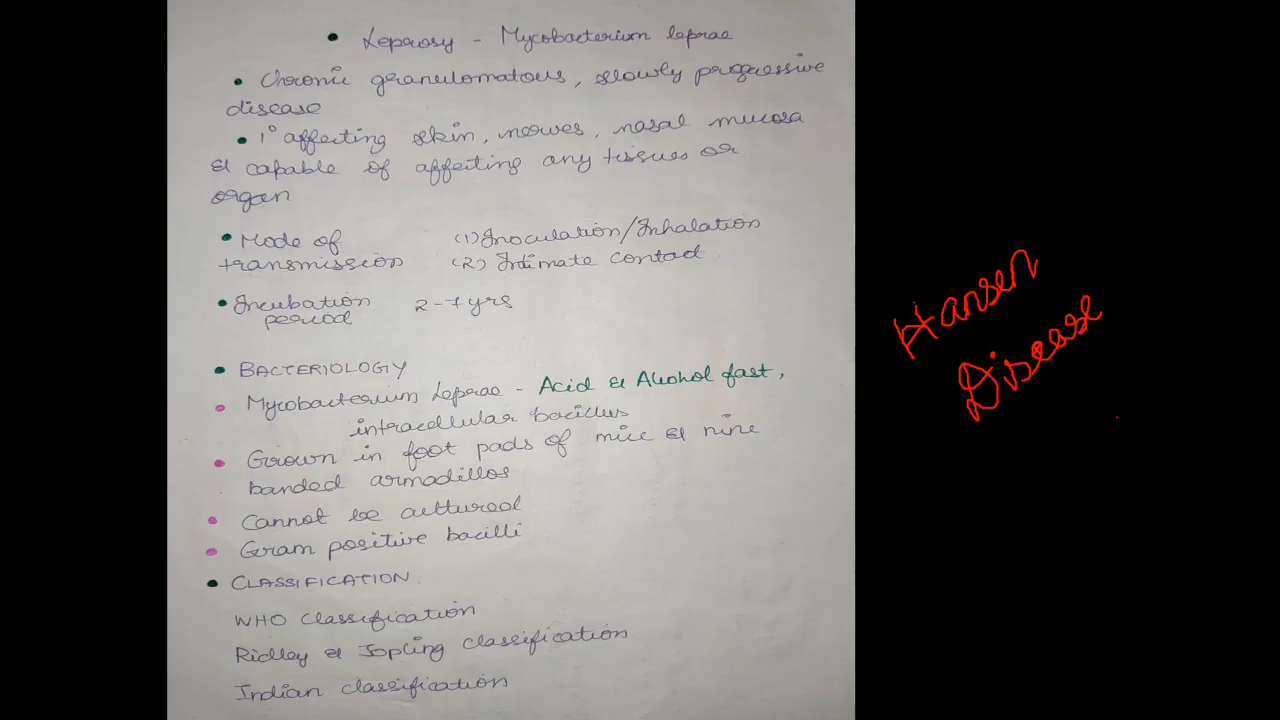 • Leprosy - Mycobacterium leprae
• Chronic granulomatous, slowly progressive
disease
• 1° affecting skin, nerves, nasal mucosa
& capable of affecting any tissues or
organ
• Mode of (1) Inoculation/Inhalation
transmission (2) Intimate contact
• Incubation 2-7 yrs
period
• BACTERIOLOGY
• Mycobacterium Leprae - Acid & Alcohol fast,
intracellular bacillus
• Grown in foot pads of mice & nine
banded armadillos
• Cannot be cultured
• Gram positive bacilli
• CLASSIFICATION
WHO classification
Ridley & Jopling classification
Indian classification
Hansen
Disease